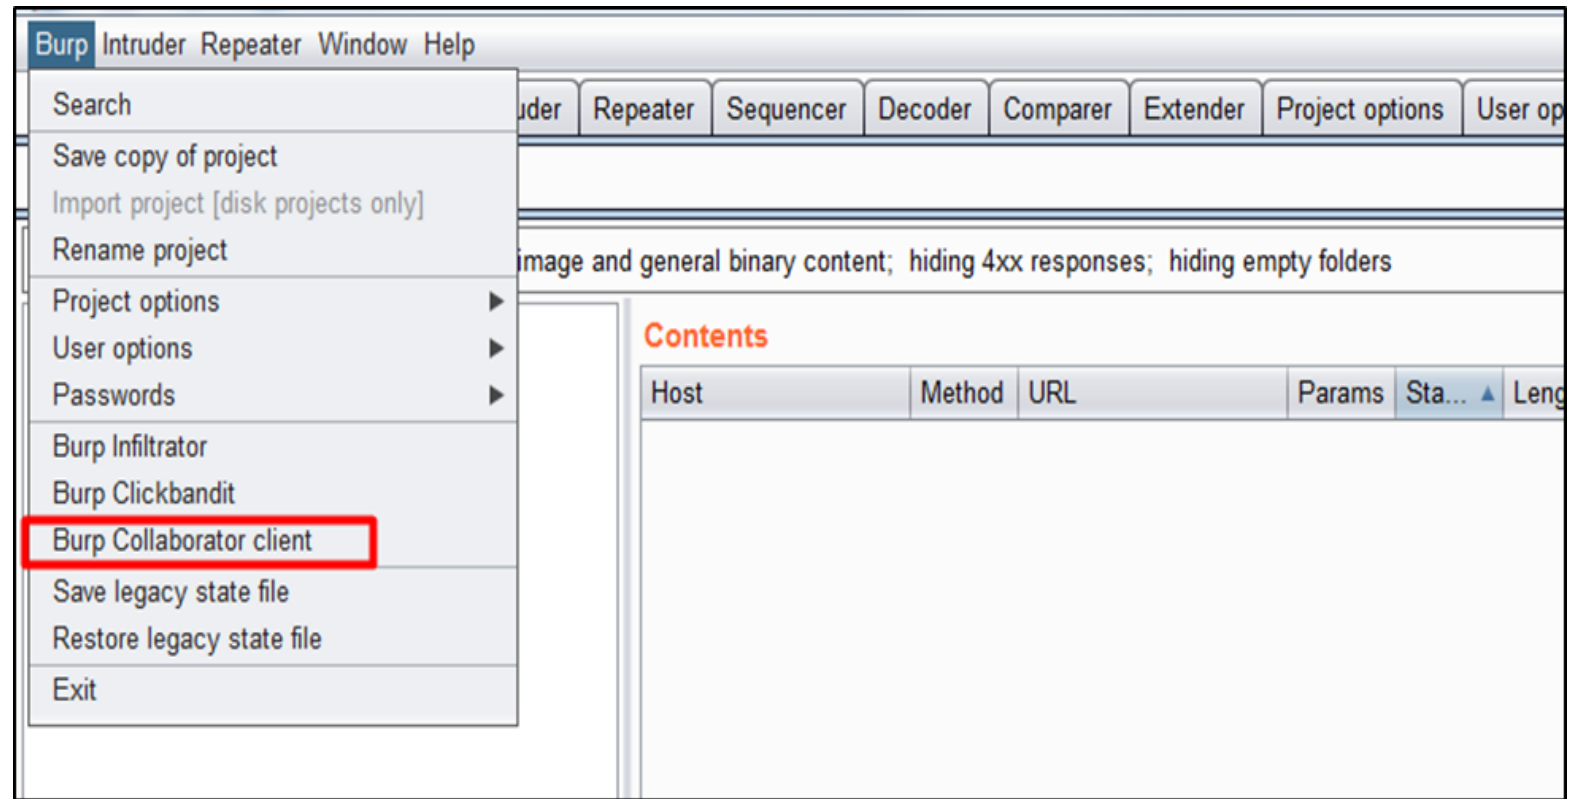 Burp Intruder Repeater Window Help
Search
uder Repeater Sequencer Decoder Comparer Extender Project options User op
Save copy of project
Import project [disk projects only]
Rename project
image and general binary content; hiding 4xx responses; hiding empty folders
Project options
User options
Passwords
Burp Infiltrator
Burp Clickbandit
Burp Collaborator client
Save legacy state file
Restore legacy state file
Exit
Contents
Host Method URL Params Sta... Leng